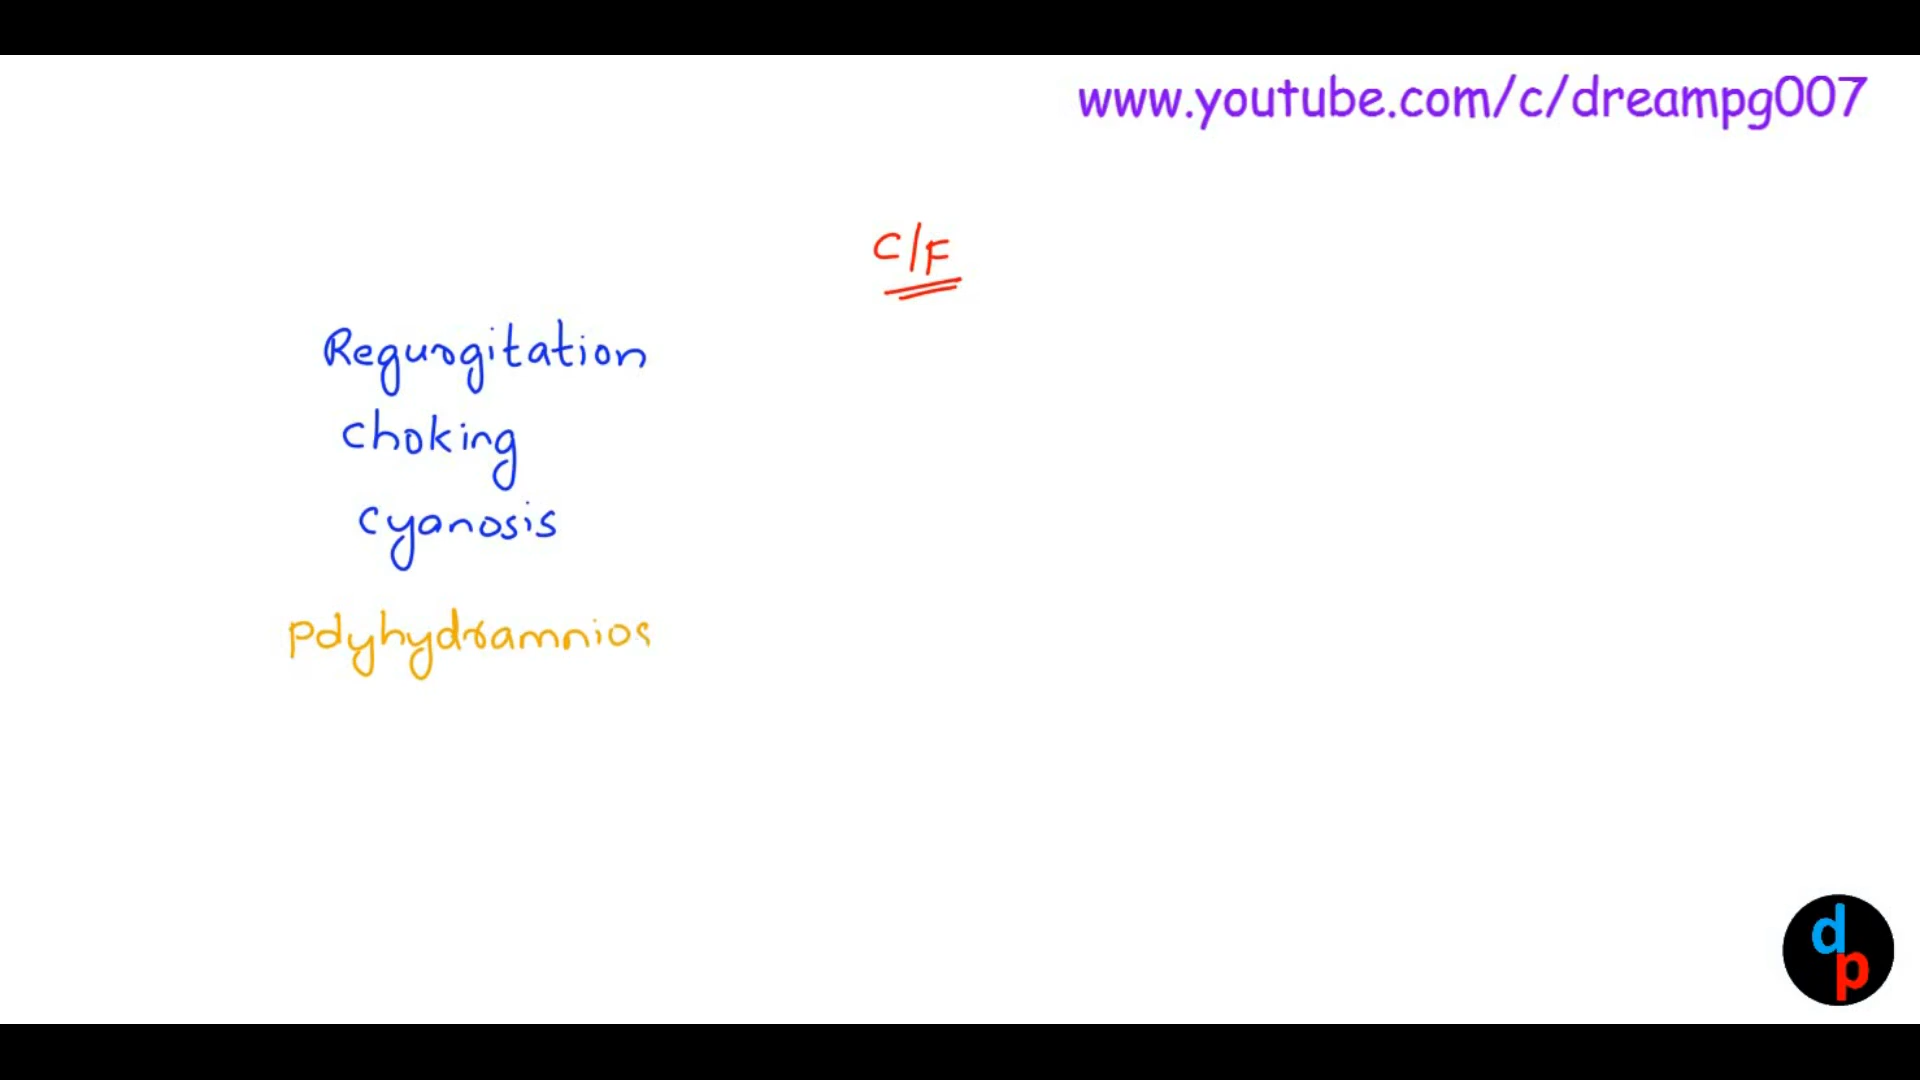 www.youtube.com/c/dreampg007
C/F
Regurgitation
choking
cyanosis
polyhydramnios
dp